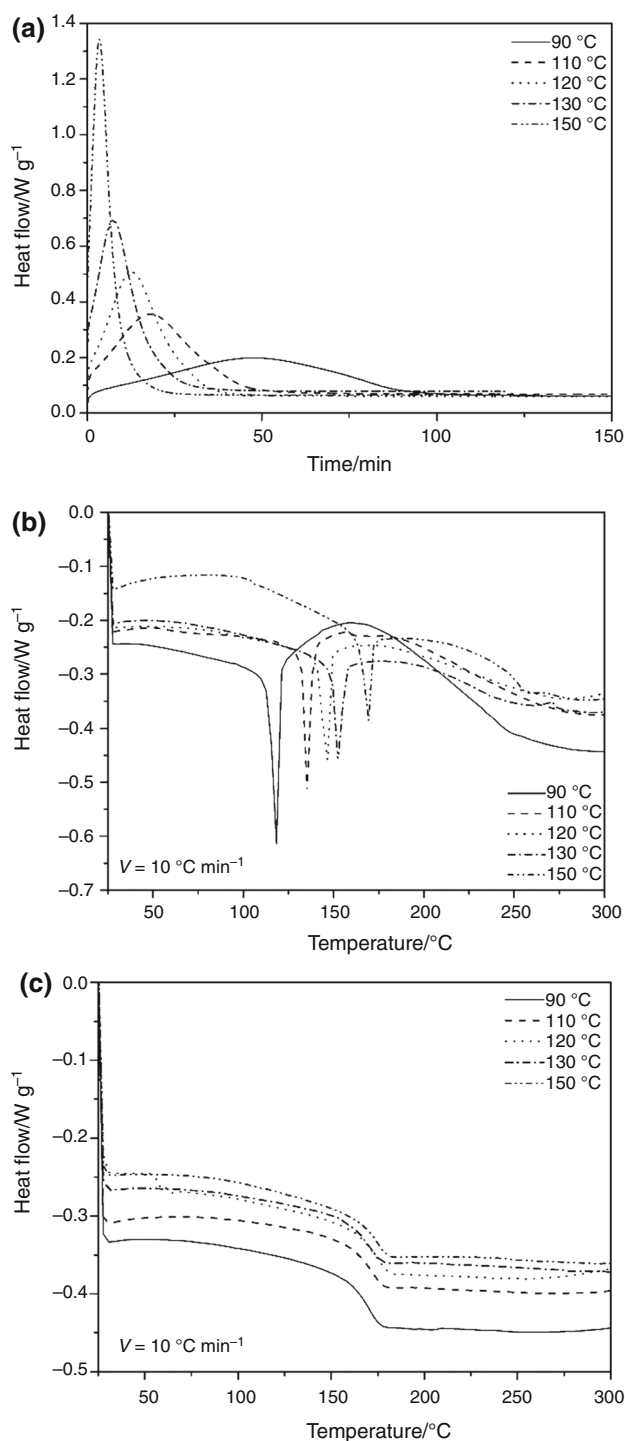 (a)
1.4
1.2
1.0
0.8
0.6
0.4
0.2
0.0
Heat flow/W g⁻¹
90 °C
110 °C
120 °C
130 °C
150 °C
0
50
100
150
Time/min
(b)
0.0
−0.1
−0.2
−0.3
−0.4
−0.5
−0.6
−0.7
Heat flow/W g⁻¹
90 °C
110 °C
120 °C
130 °C
150 °C
V = 10 °C min⁻¹
50
100
150
200
250
300
Temperature/°C
(c)
0.0
−0.1
−0.2
−0.3
−0.4
−0.5
Heat flow/W g⁻¹
90 °C
110 °C
120 °C
130 °C
150 °C
V = 10 °C min⁻¹
50
100
150
200
250
300
Temperature/°C